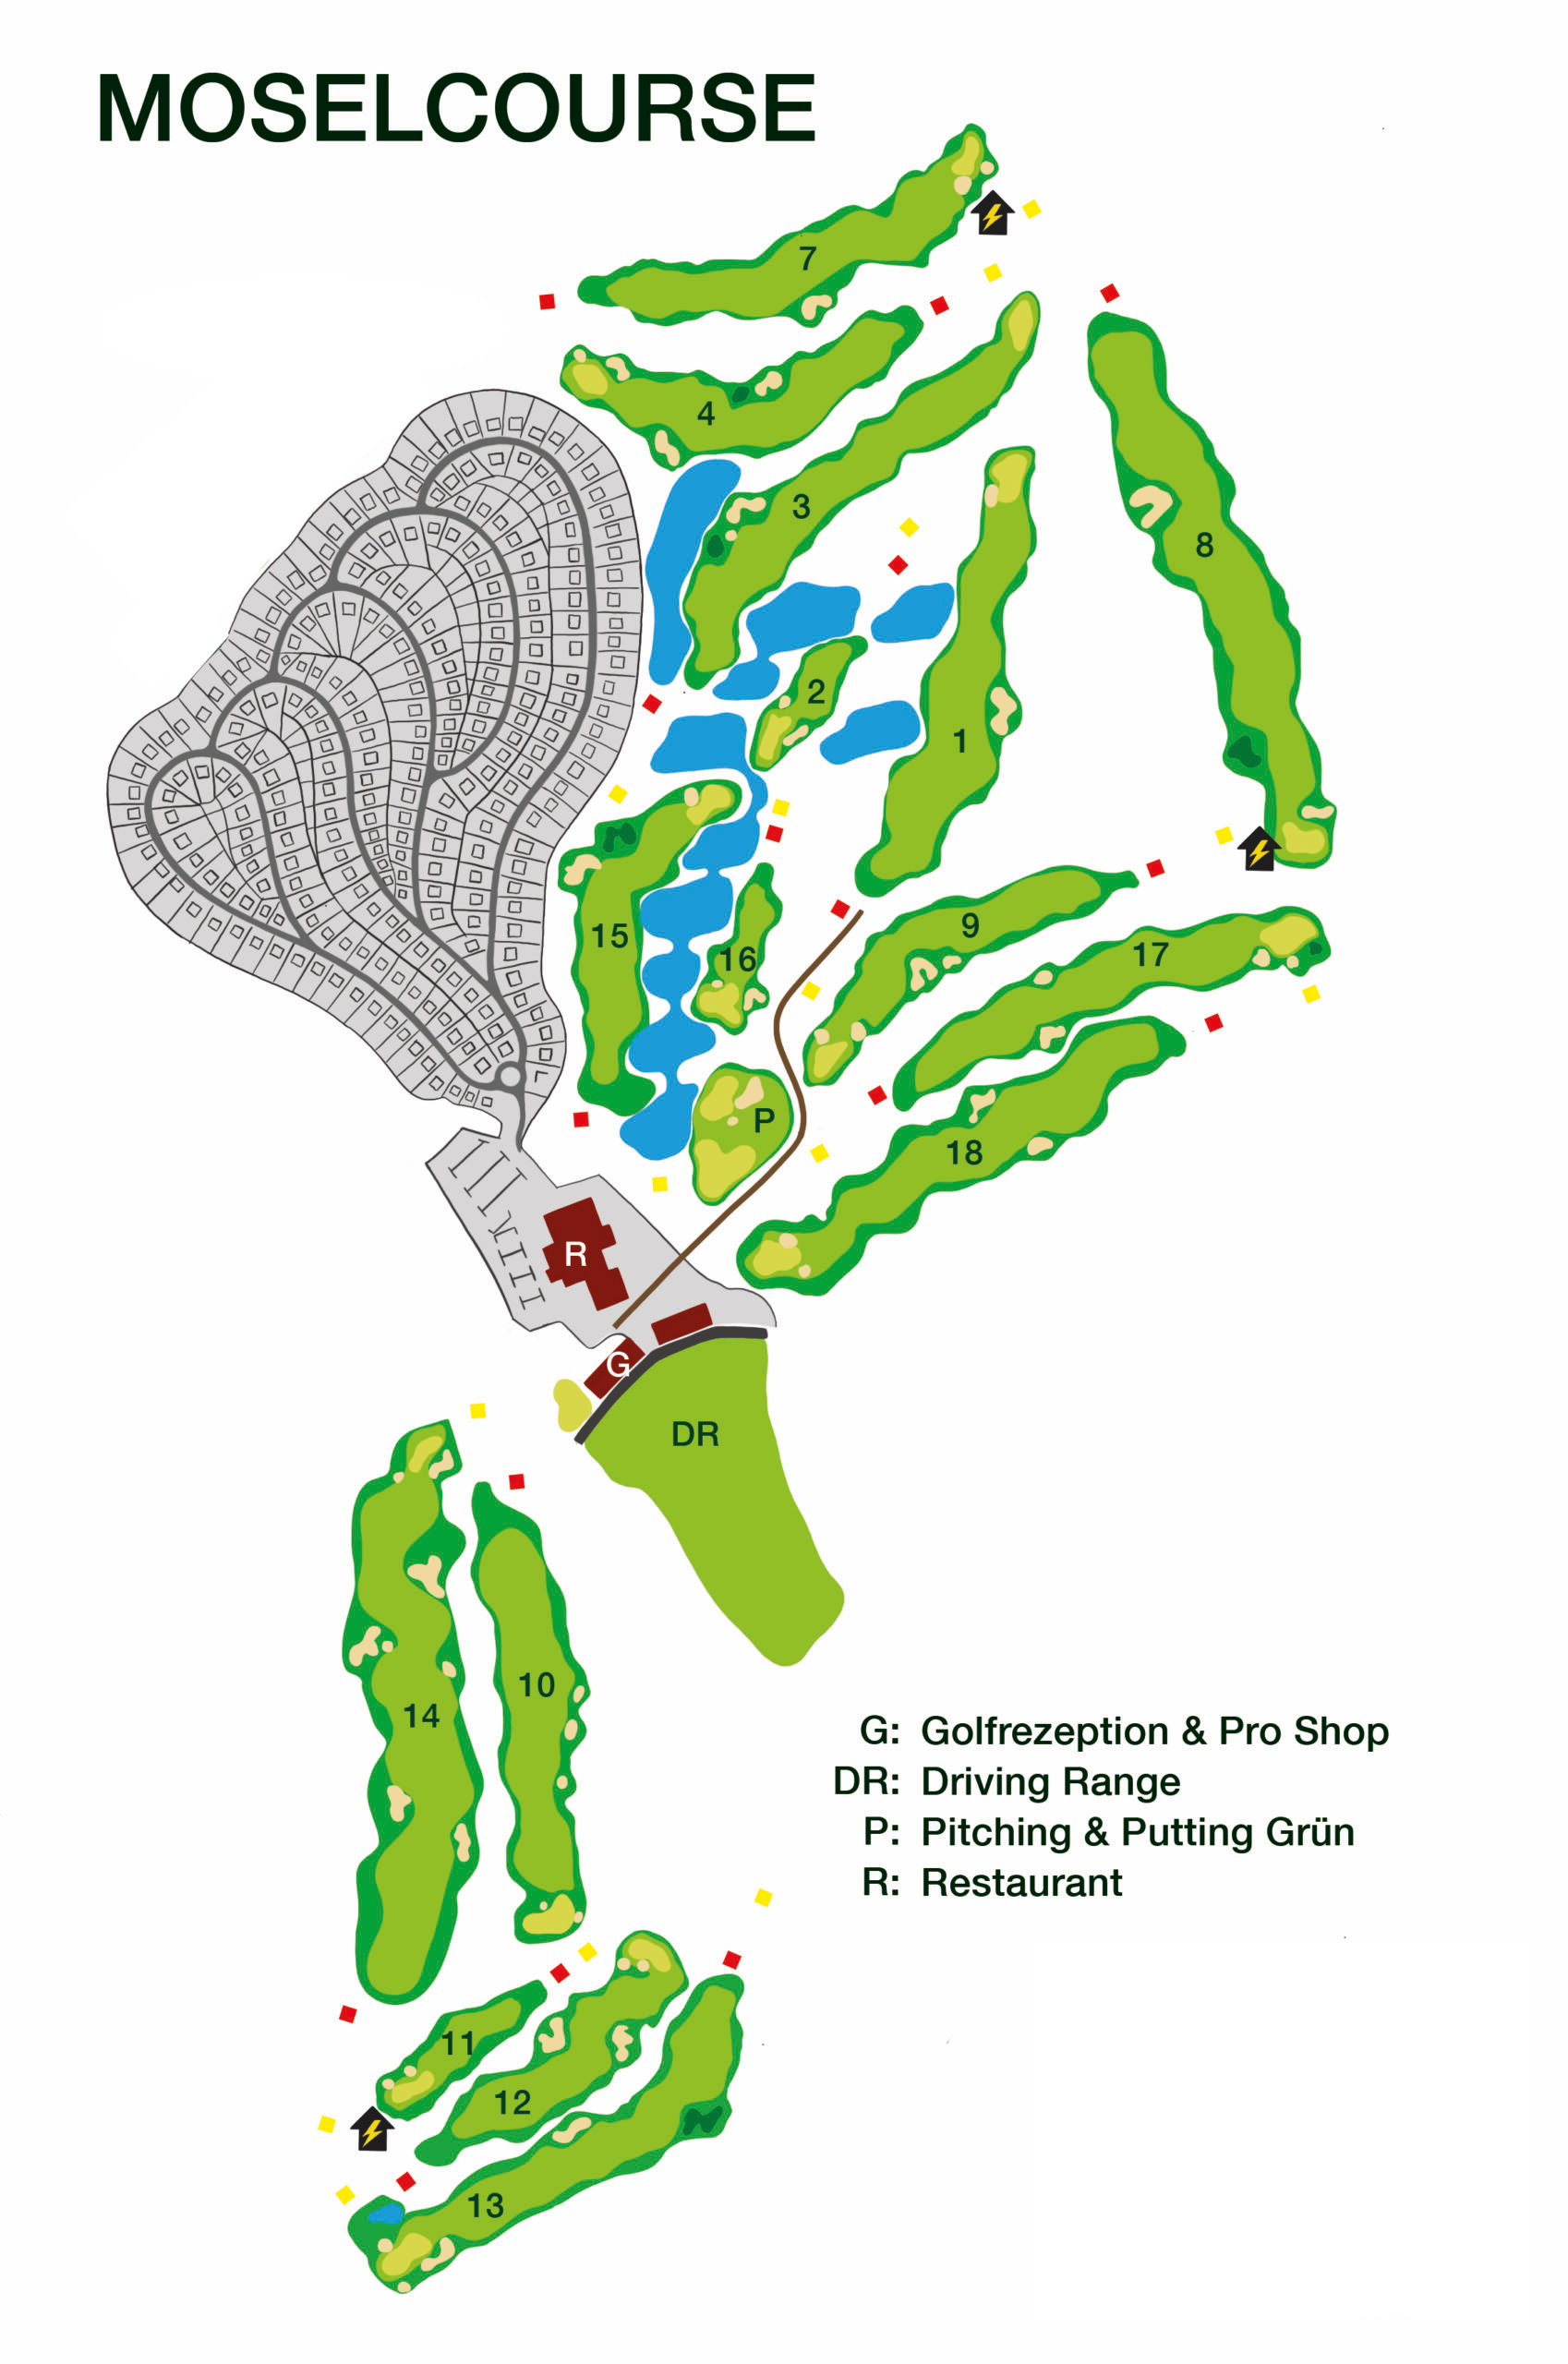 MOSELCOURSE
7
4
3
8
2
1
15
16
9
17
P
18
R
G
DR
10
14
G: Golfrezeption & Pro Shop
DR: Driving Range
P: Pitching & Putting Grün
R: Restaurant
11
12
13